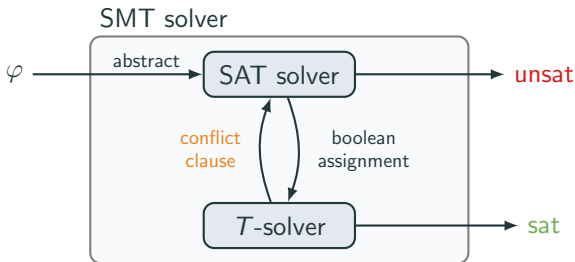 SMT solver
φ
abstract
SAT solver
unsat
conflict
clause
boolean
assignment
T-solver
sat